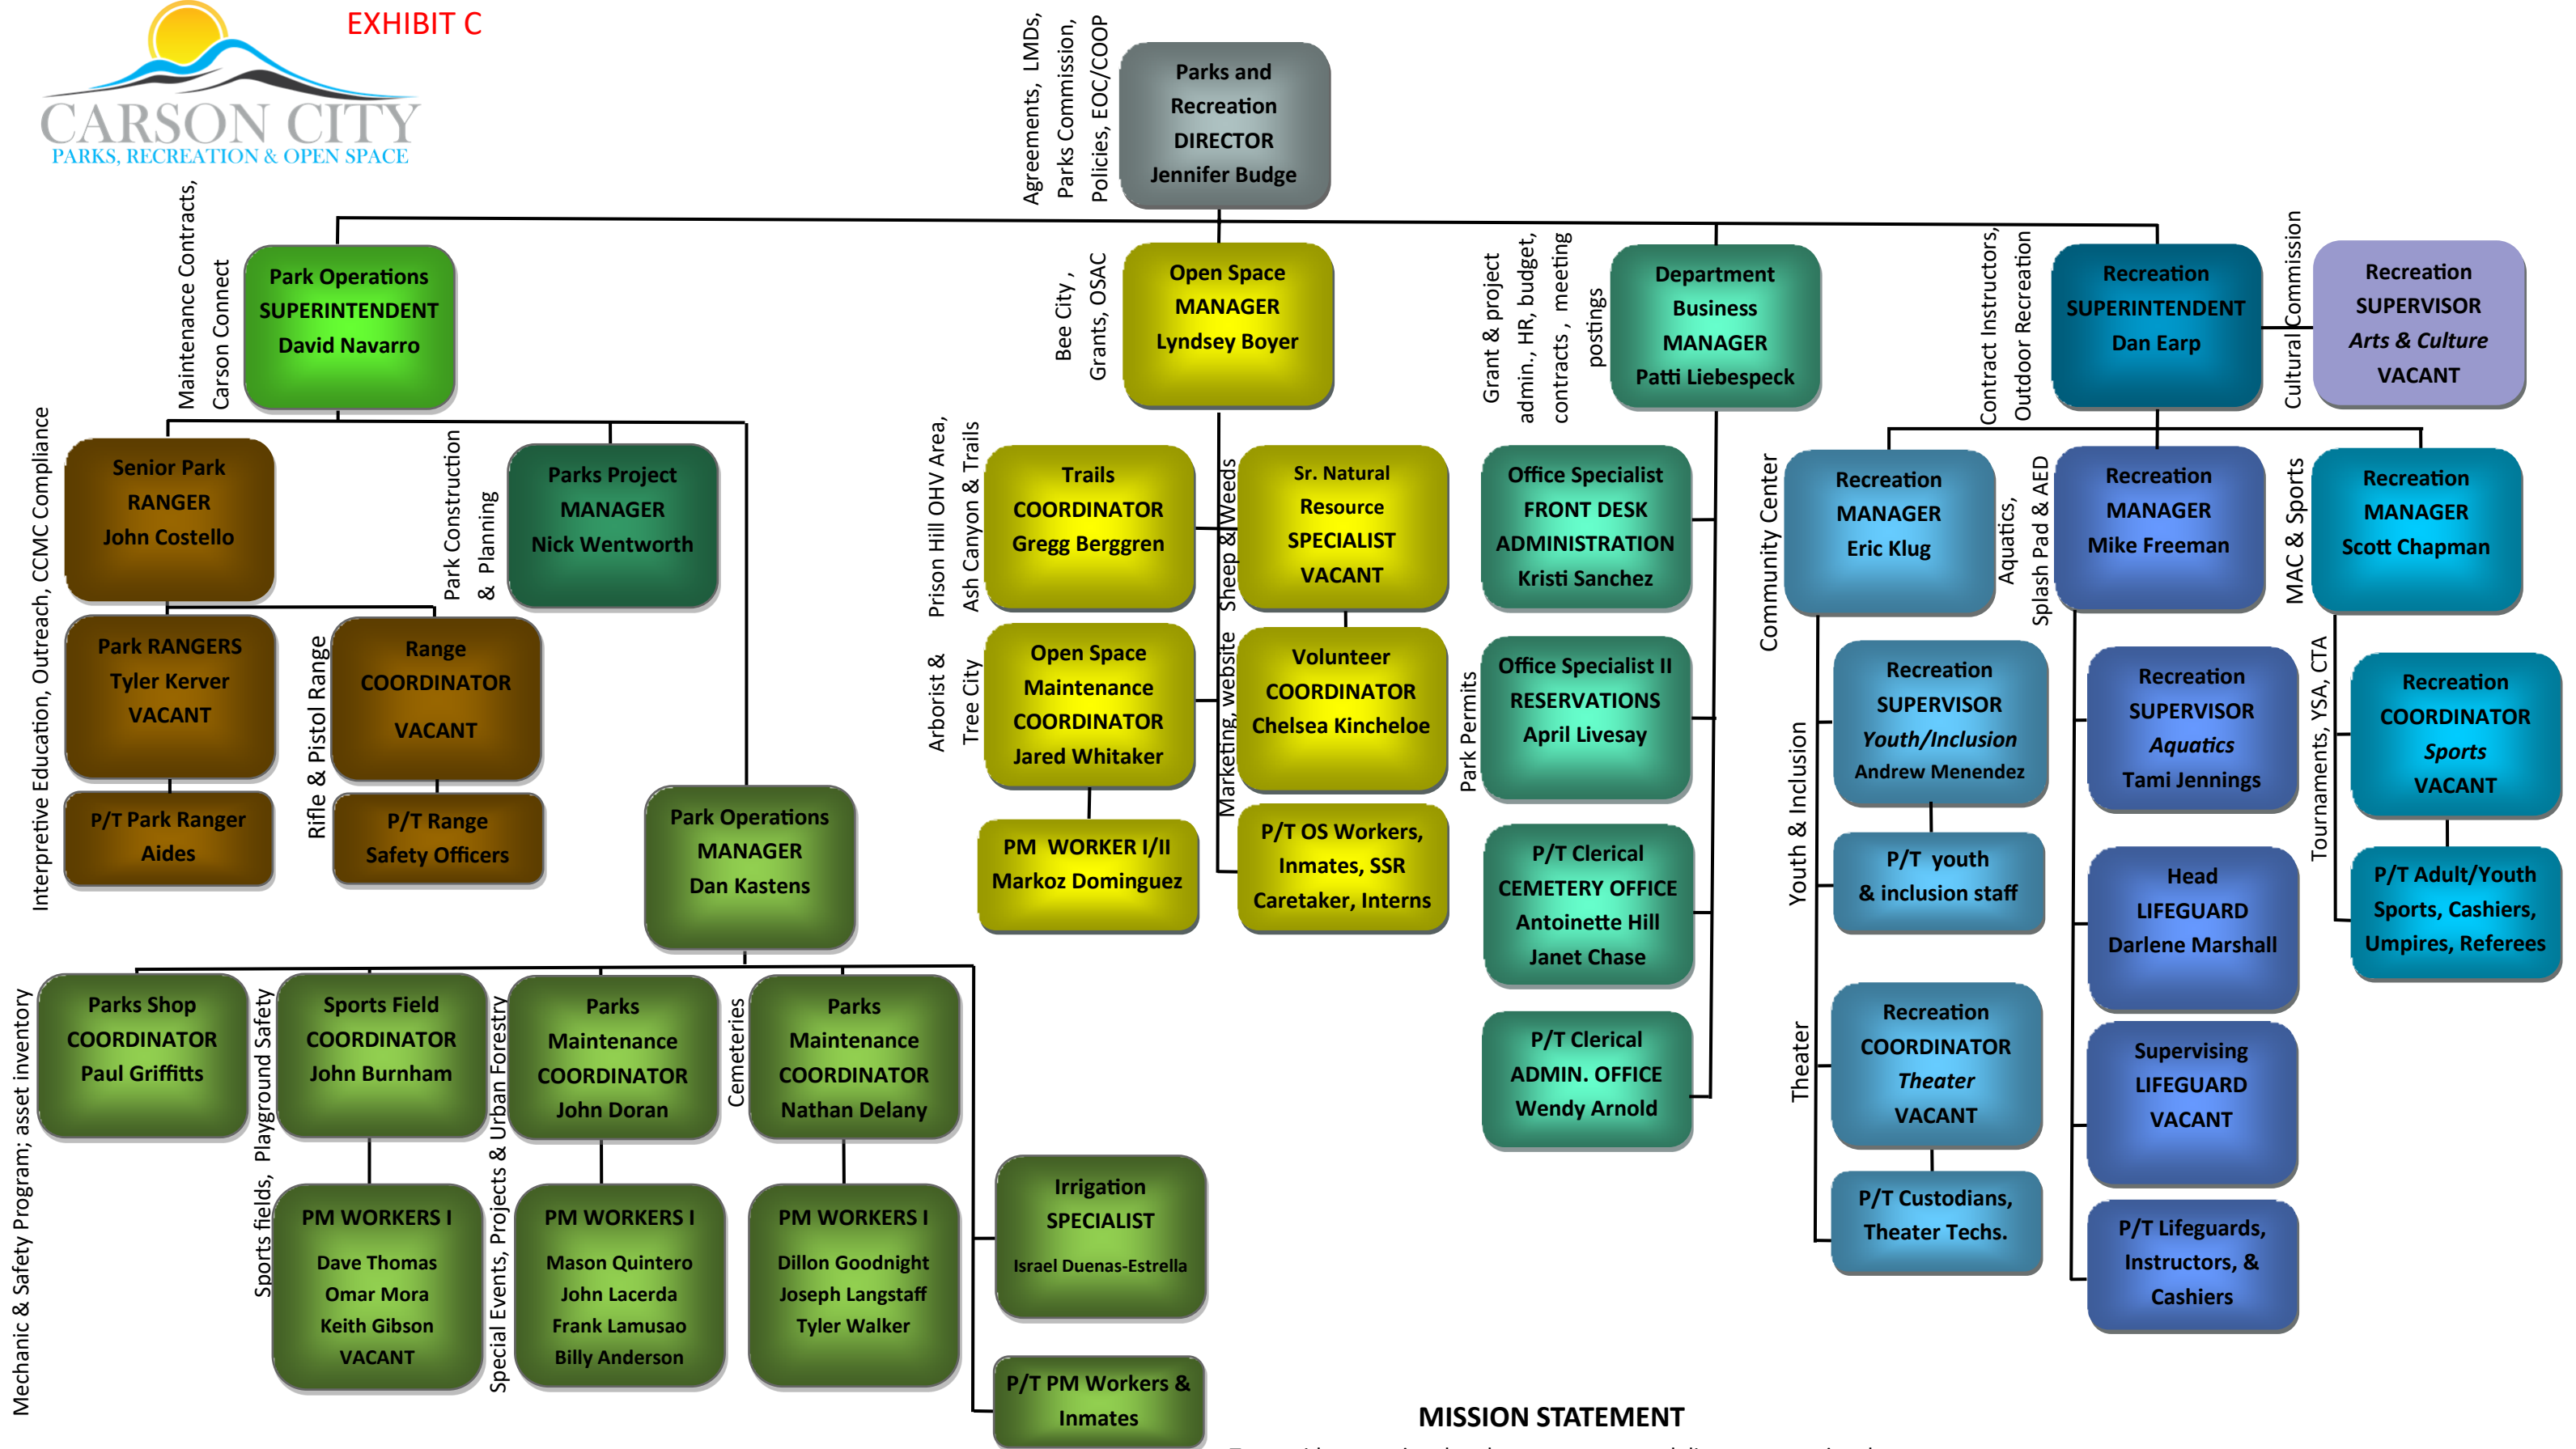 EXHIBIT C
CARSON CITY
PARKS, RECREATION & OPEN SPACE
Agreements, LMDs,
Parks Commission,
Policies, EOC/COOP
Parks and
Recreation
DIRECTOR
Jennifer Budge
Maintenance Contracts,
Carson Connect
Park Operations
SUPERINTENDENT
David Navarro
Bee City ,
Grants, OSAC
Open Space
MANAGER
Lyndsey Boyer
Grant & project
admin., HR, budget,
contracts , meeting
postings
Department
Business
MANAGER
Patti Liebespeck
Contract Instructors,
Outdoor Recreation
Recreation
SUPERINTENDENT
Dan Earp
Cultural Commission
Recreation
SUPERVISOR
Arts & Culture
VACANT
Interpretive Education, Outreach, CCMC Compliance
Senior Park
RANGER
John Costello
Park Construction
& Planning
Parks Project
MANAGER
Nick Wentworth
Park RANGERS
Tyler Kerver
VACANT
Rifle & Pistol Range
Range
COORDINATOR
VACANT
P/T Park Ranger
Aides
P/T Range
Safety Officers
Park Operations
MANAGER
Dan Kastens
Prison Hill OHV Area,
Ash Canyon & Trails
Trails
COORDINATOR
Gregg Berggren
Sheep & Weeds
Sr. Natural
Resource
SPECIALIST
VACANT
Arborist &
Tree City
Open Space
Maintenance
COORDINATOR
Jared Whitaker
Marketing, website
Volunteer
COORDINATOR
Chelsea Kincheloe
PM WORKER I/II
Markoz Dominguez
P/T OS Workers,
Inmates, SSR
Caretaker, Interns
Office Specialist
FRONT DESK
ADMINISTRATION
Kristi Sanchez
Park Permits
Office Specialist II
RESERVATIONS
April Livesay
P/T Clerical
CEMETERY OFFICE
Antoinette Hill
Janet Chase
P/T Clerical
ADMIN. OFFICE
Wendy Arnold
Community Center
Recreation
MANAGER
Eric Klug
Aquatics,
Splash Pad & AED
Recreation
MANAGER
Mike Freeman
MAC & Sports
Recreation
MANAGER
Scott Chapman
Youth & Inclusion
Recreation
SUPERVISOR
Youth/Inclusion
Andrew Menendez
P/T youth
& inclusion staff
Theater
Recreation
COORDINATOR
Theater
VACANT
P/T Custodians,
Theater Techs.
Recreation
SUPERVISOR
Aquatics
Tami Jennings
Head
LIFEGUARD
Darlene Marshall
Supervising
LIFEGUARD
VACANT
P/T Lifeguards,
Instructors, &
Cashiers
Tournaments, YSA, CTA
Recreation
COORDINATOR
Sports
VACANT
P/T Adult/Youth
Sports, Cashiers,
Umpires, Referees
Mechanic & Safety Program; asset inventory
Parks Shop
COORDINATOR
Paul Griffitts
Sports fields, Playground Safety
Sports Field
COORDINATOR
John Burnham
Special Events, Projects & Urban Forestry
Parks
Maintenance
COORDINATOR
John Doran
Cemeteries
Parks
Maintenance
COORDINATOR
Nathan Delany
PM WORKERS I
Dave Thomas
Omar Mora
Keith Gibson
VACANT
PM WORKERS I
Mason Quintero
John Lacerda
Frank Lamusao
Billy Anderson
PM WORKERS I
Dillon Goodnight
Joseph Langstaff
Tyler Walker
Irrigation
SPECIALIST
Israel Duenas-Estrella
P/T PM Workers &
Inmates
MISSION STATEMENT